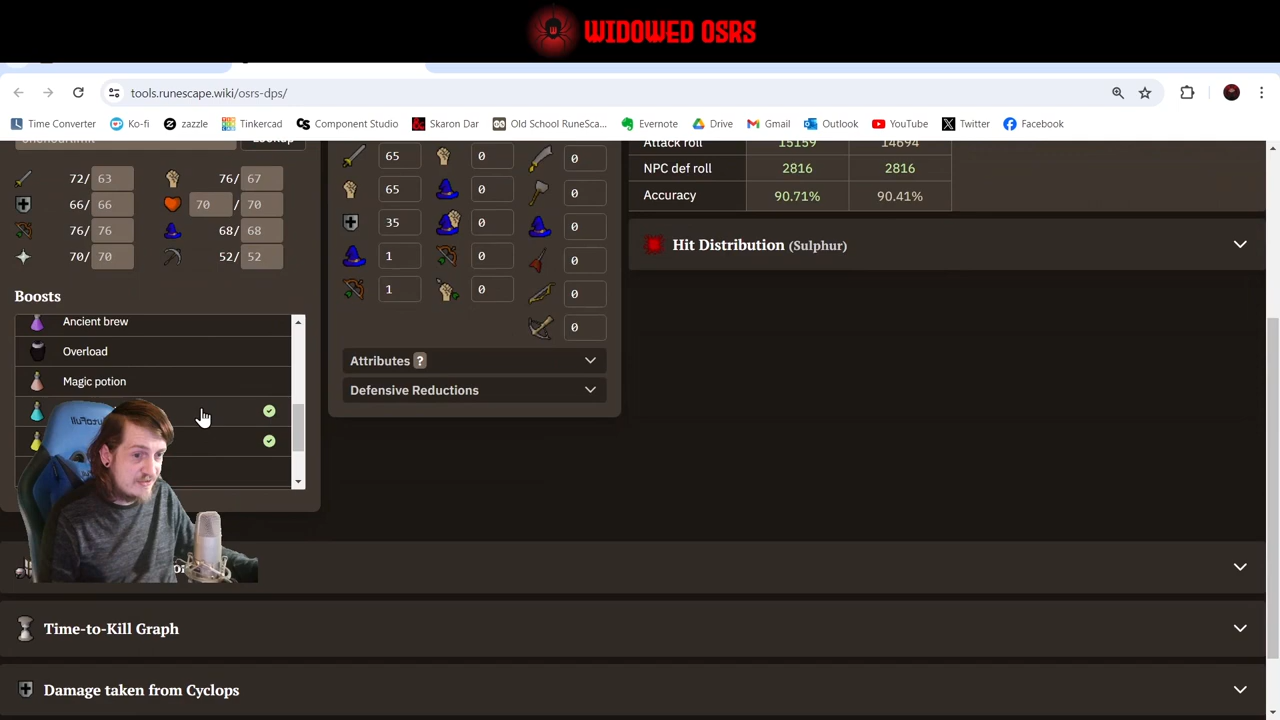 W WIDOWED OSRS
tools.runescape.wiki/osrs-dps/
Time Converter Ko-fi zazzle Tinkercad Component Studio Skaron Dar Old School RuneSca... Evernote Drive Gmail Outlook YouTube Twitter Facebook
72/63 76/67
66/66 70/70
76/76 68/68
70/70 52/52
Boosts
Ancient brew
Overload
Magic potion
65 0 0
65 0 0
35 0 0
1 0 0
1 0 0
0
Attributes ?
Defensive Reductions
Attack roll 15159 14694
NPC def roll 2816 2816
Accuracy 90.71% 90.41%
Hit Distribution (Sulphur)
Time-to-Kill Graph
Damage taken from Cyclops